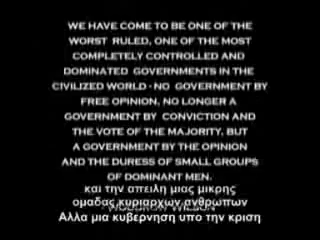 WE HAVE COME TO BE ONE OF THE
WORST RULED, ONE OF THE MOST
COMPLETELY CONTROLLED AND
DOMINATED GOVERNMENTS IN THE
CIVILIZED WORLD - NO GOVERNMENT BY
FREE OPINION, NO LONGER A
GOVERNMENT BY CONVICTION AND
THE VOTE OF THE MAJORITY, BUT
A GOVERNMENT BY THE OPINION
AND THE DURESS OF SMALL GROUPS
OF DOMINANT MEN.
και την απειλη μιας μικρης
ομαδας κυριαρχων ανθρωπων
WOODROW WILSON
Αλλα μια κυβερνηση υπο την κριση